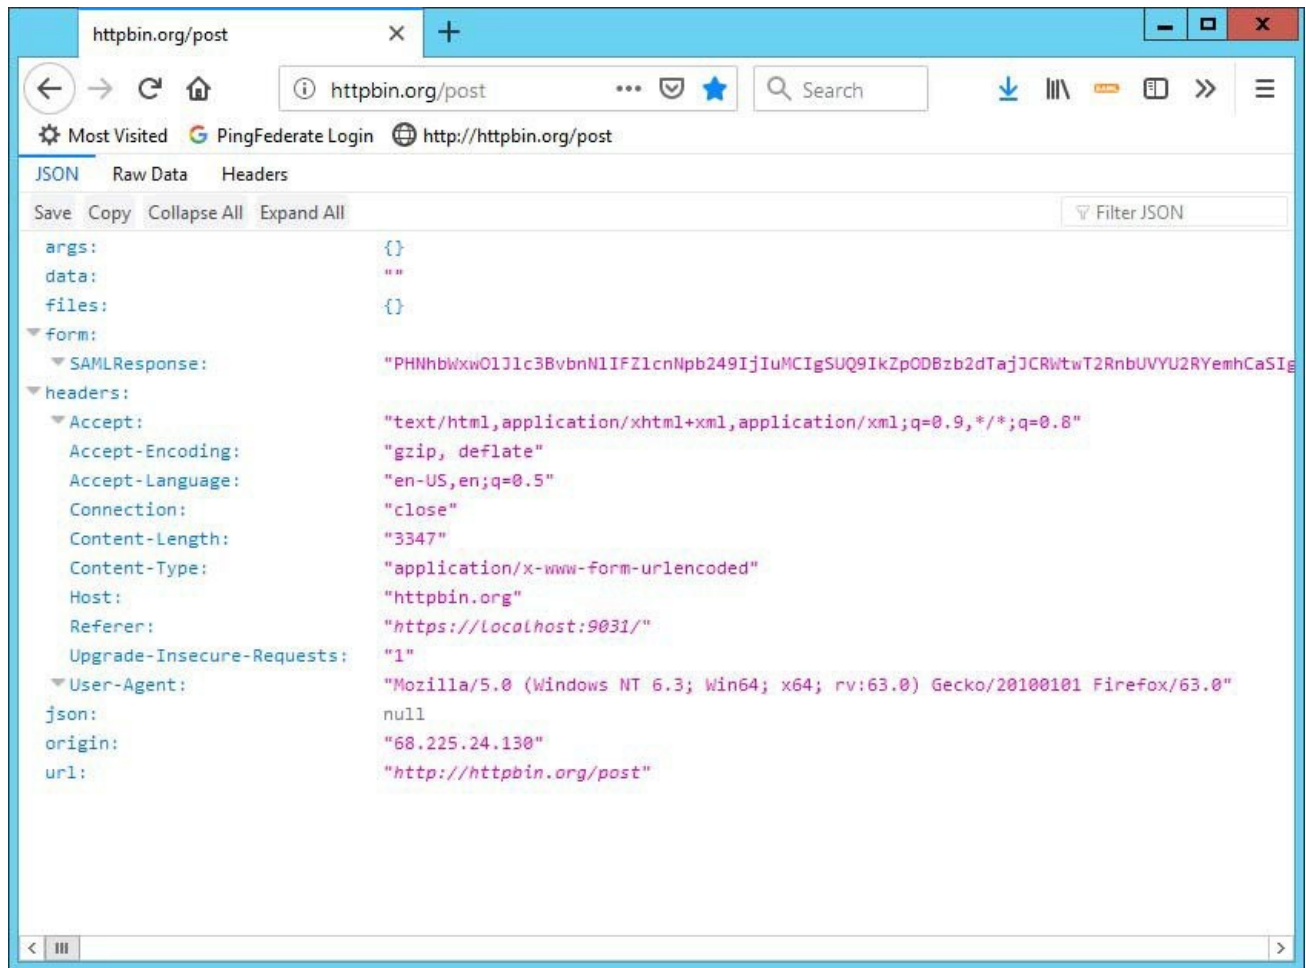 httpbin.org/post
httpbin.org/post
Search
Most Visited PingFederate Login http://httpbin.org/post
JSON Raw Data Headers
Save Copy Collapse All Expand All Filter JSON
args: {}
data: ""
files: {}
form:
SAMLResponse: "PHNhbWxwOlJlc3BvbnNlIFZlcnNpb249IjIuMCIgSUQ9IkZpODBzb2dTajJCRWtwT2RnbUVYU2RYemhCaSIg
headers:
Accept: "text/html,application/xhtml+xml,application/xml;q=0.9,*/*;q=0.8"
Accept-Encoding: "gzip, deflate"
Accept-Language: "en-US,en;q=0.5"
Connection: "close"
Content-Length: "3347"
Content-Type: "application/x-www-form-urlencoded"
Host: "httpbin.org"
Referer: "https://localhost:9031/"
Upgrade-Insecure-Requests: "1"
User-Agent: "Mozilla/5.0 (Windows NT 6.3; Win64; x64; rv:63.0) Gecko/20100101 Firefox/63.0"
json: null
origin: "68.225.24.130"
url: "http://httpbin.org/post"